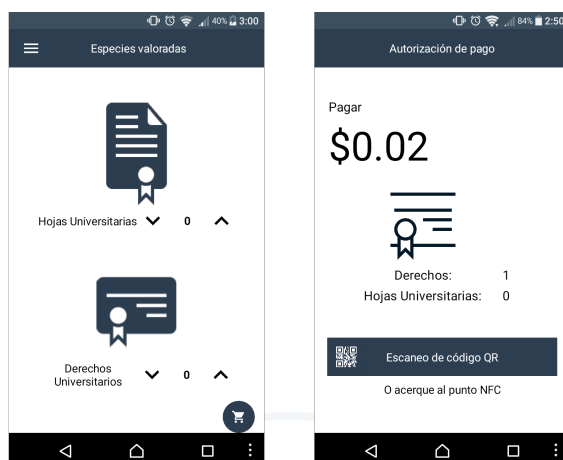 40% 3:00
Especies valoradas
Hojas Universitarias 0
Derechos
Universitarios 0
84% 2:50
Autorización de pago
Pagar
$0.02
Derechos: 1
Hojas Universitarias: 0
Escaneo de código QR
O acerque al punto NFC